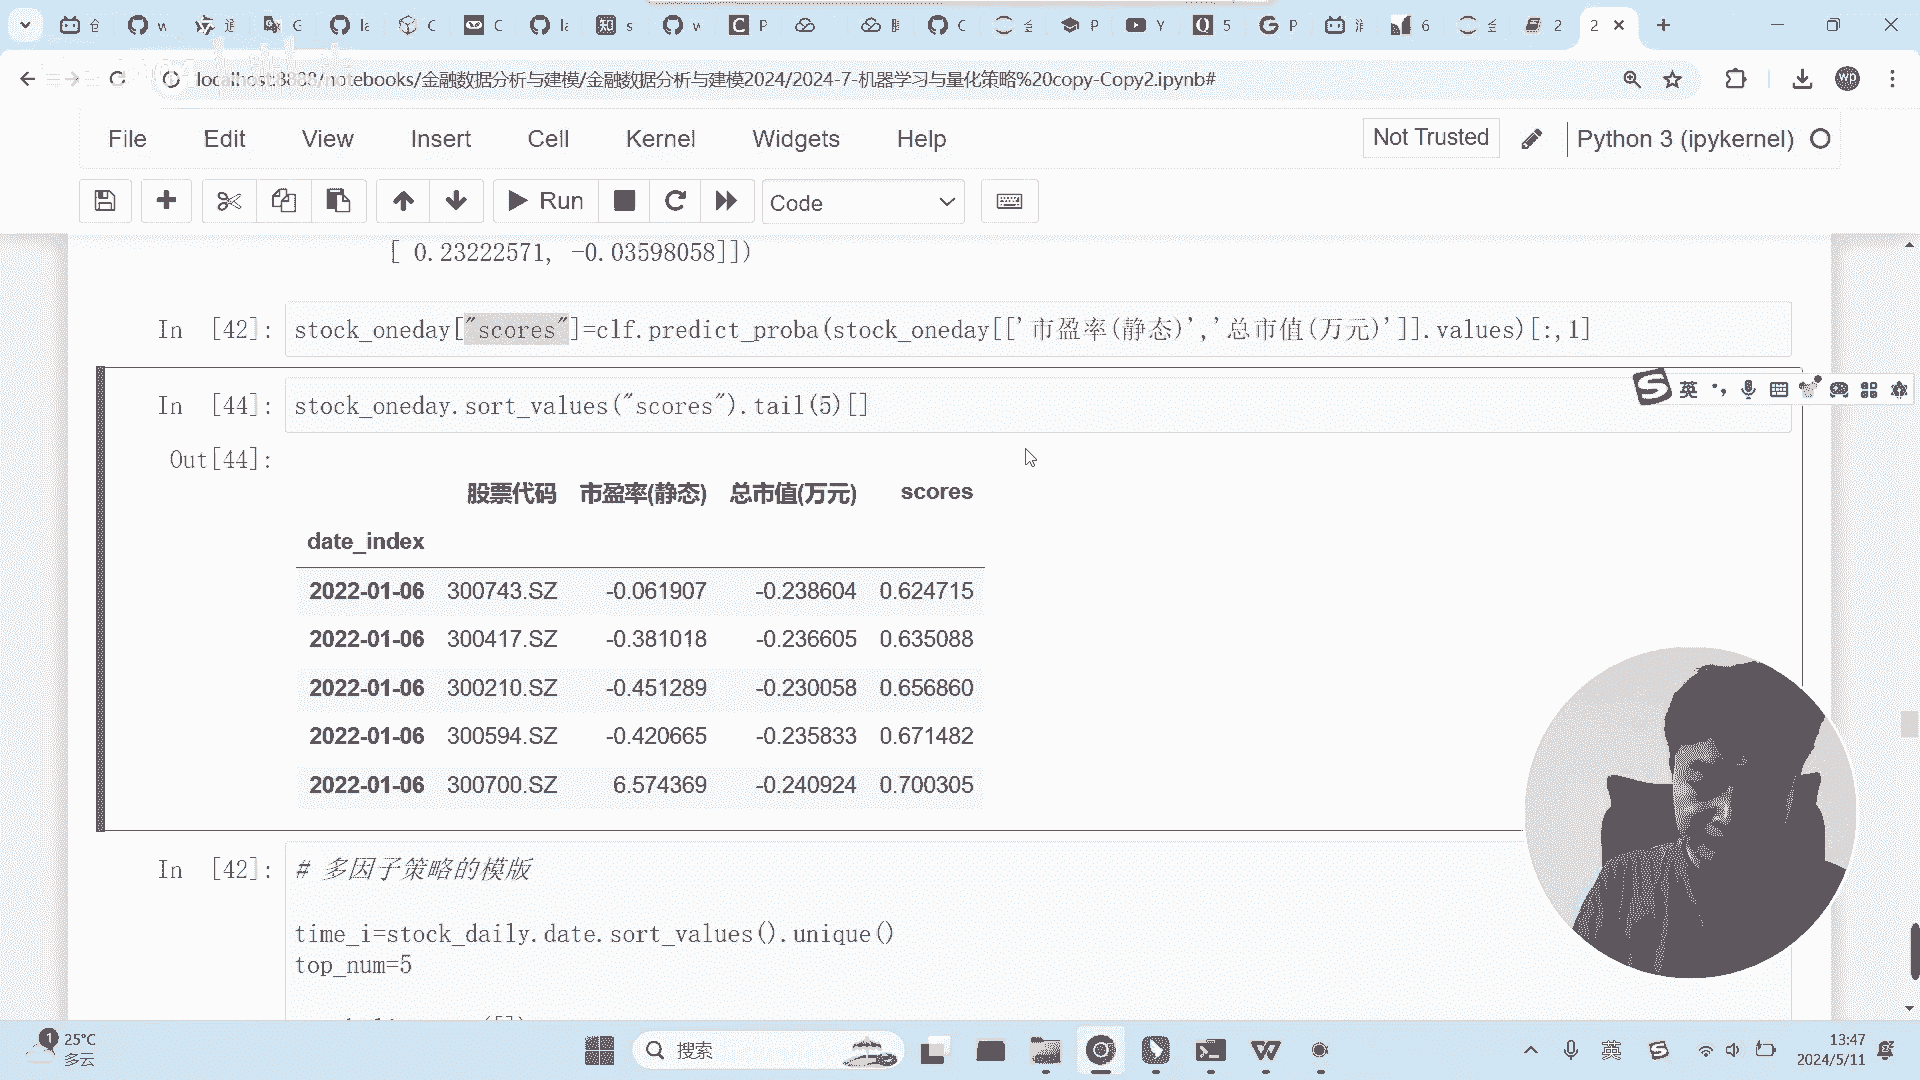 localhost:8888/notebooks/金融数据分析与建模/金融数据分析与建模2024/2024-7-机器学习与量化策略%20copy-Copy2.ipynb#
wp
File Edit View Insert Cell Kernel Widgets Help
Not Trusted
Python 3 (ipykernel)
Run
Code
[ 0.23222571, -0.03598058]])
In [42]: stock_oneday["scores"]=clf.predict_proba(stock_oneday[['市盈率(静态)','总市值(万元)']].values)[:,1]
In [44]: stock_oneday.sort_values("scores").tail(5)[]
英
Out[44]:
股票代码 市盈率(静态) 总市值(万元) scores
date_index
2022-01-06 300743.SZ -0.061907 -0.238604 0.624715
2022-01-06 300417.SZ -0.381018 -0.236605 0.635088
2022-01-06 300210.SZ -0.451289 -0.230058 0.656860
2022-01-06 300594.SZ -0.420665 -0.235833 0.671482
2022-01-06 300700.SZ 6.574369 -0.240924 0.700305
In [42]: # 多因子策略的模版
time_i=stock_daily.date.sort_values().unique()
top_num=5
1
25°C
多云
搜索
英
13:47
2024/5/11